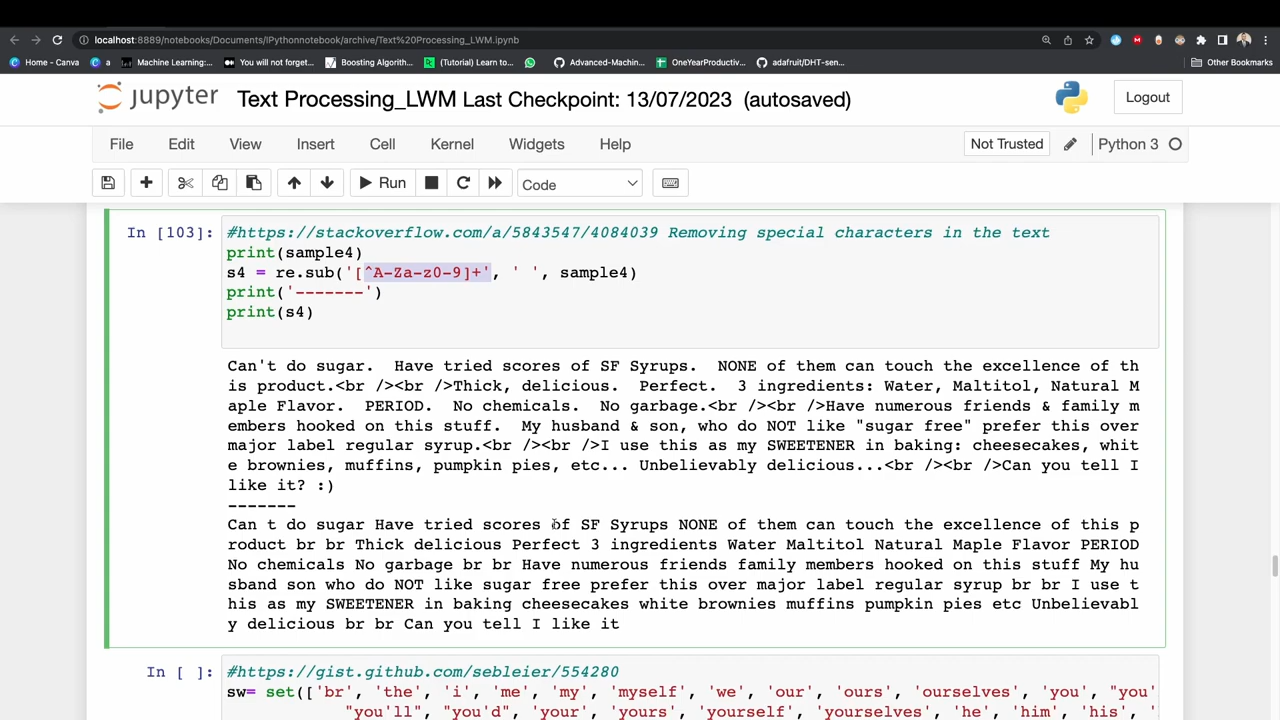 localhost:8889/notebooks/Documents/IPythonnotebook/archive/Text%20Processing_LWM.ipynb
Home - Canva
a
Machine Learning:...
You will not forget...
Boosting Algorith...
(Tutorial) Learn to...
Advanced-Machin...
OneYearProductiv...
adafruit/DHT-sen...
Other Bookmarks
jupyter Text Processing_LWM Last Checkpoint: 13/07/2023 (autosaved)
Logout
File Edit View Insert Cell Kernel Widgets Help
Not Trusted
Python 3
Run
Code
In [103]: #https://stackoverflow.com/a/5843547/4084039 Removing special characters in the text
print(sample4)
s4 = re.sub('[^A-Za-z0-9]+', ' ', sample4)
print('-------')
print(s4)
Can't do sugar.  Have tried scores of SF Syrups.  NONE of them can touch the excellence of th
is product.<br /><br />Thick, delicious.  Perfect.  3 ingredients: Water, Maltitol, Natural M
aple Flavor.  PERIOD.  No chemicals.  No garbage.<br /><br />Have numerous friends & family m
embers hooked on this stuff.  My husband & son, who do NOT like "sugar free" prefer this over
major label regular syrup.<br /><br />I use this as my SWEETENER in baking: cheesecakes, whit
e brownies, muffins, pumpkin pies, etc... Unbelievably delicious...<br /><br />Can you tell I
like it? :)
-------
Can t do sugar Have tried scores of SF Syrups NONE of them can touch the excellence of this p
roduct br br Thick delicious Perfect 3 ingredients Water Maltitol Natural Maple Flavor PERIOD
No chemicals No garbage br br Have numerous friends family members hooked on this stuff My hu
sband son who do NOT like sugar free prefer this over major label regular syrup br br I use t
his as my SWEETENER in baking cheesecakes white brownies muffins pumpkin pies etc Unbelievabl
y delicious br br Can you tell I like it
In [ ]: #https://gist.github.com/sebleier/554280
sw= set(['br', 'the', 'i', 'me', 'my', 'myself', 'we', 'our', 'ours', 'ourselves', 'you', "you'
"you'll", "you'd", 'your', 'yours', 'yourself', 'yourselves', 'he', 'him', 'his', '